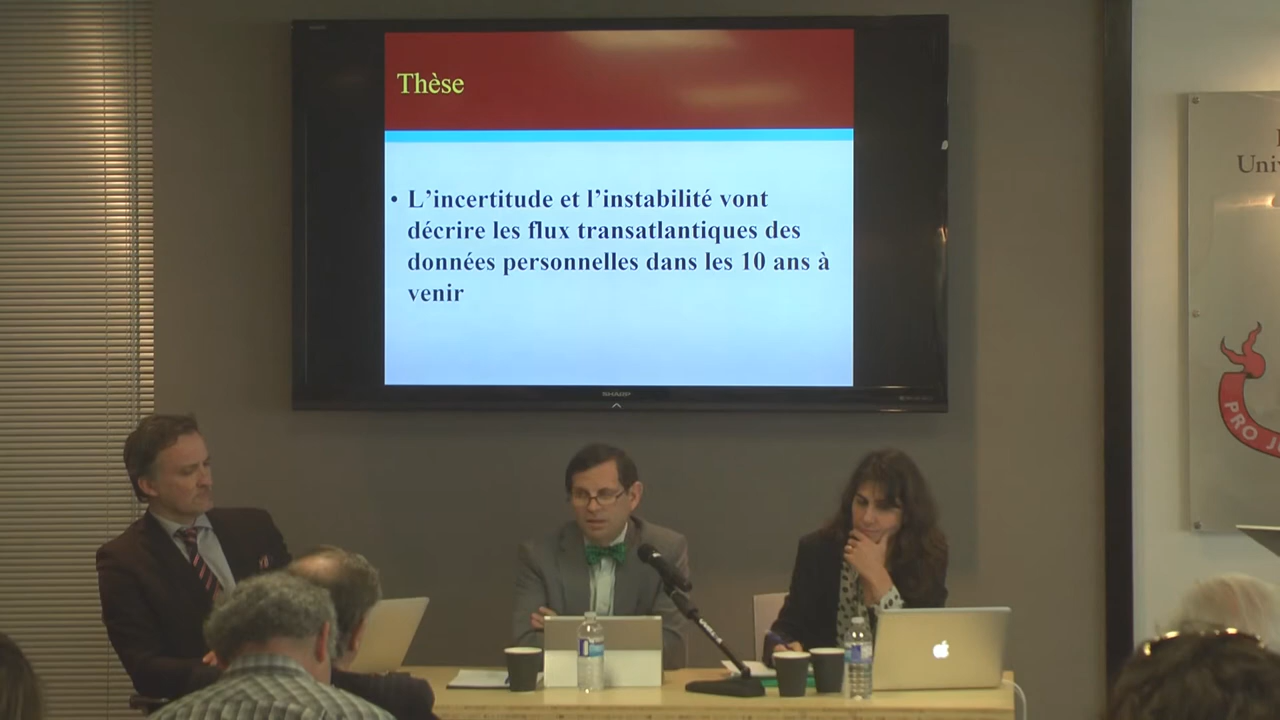 Thèse
• L'incertitude et l'instabilité vont
décrire les flux transatlantiques des
données personnelles dans les 10 ans à
venir
SHARP
Univ
PRO